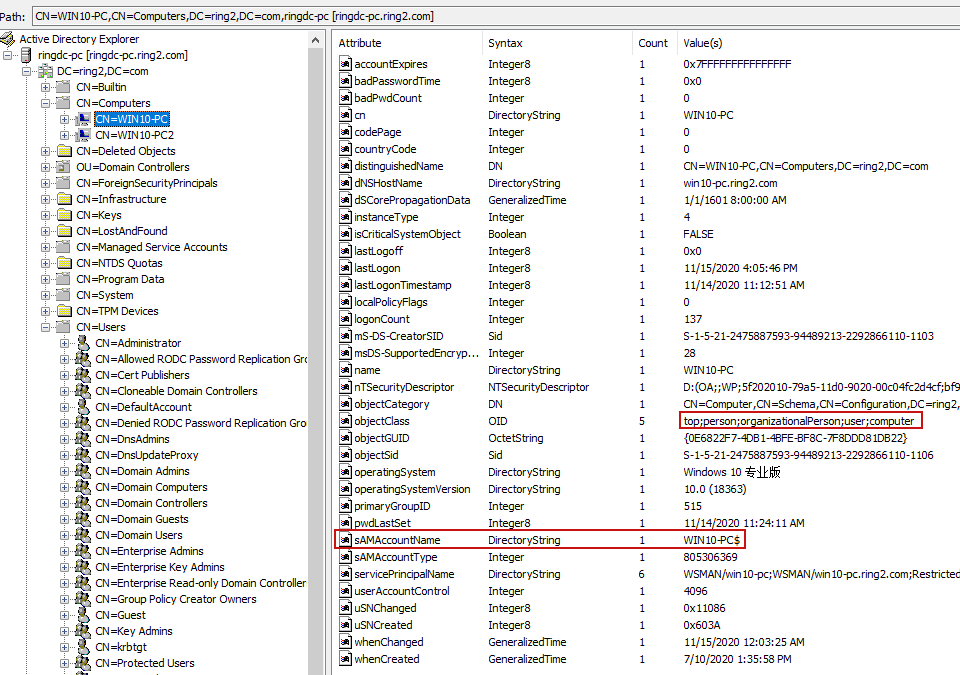 Path: CN=WIN10-PC,CN=Computers,DC=ring2,DC=com,ringdc-pc [ringdc-pc.ring2.com]
Active Directory Explorer
ringdc-pc [ringdc-pc.ring2.com]
DC=ring2,DC=com
CN=Builtin
CN=Computers
CN=WIN10-PC
CN=WIN10-PC2
CN=Deleted Objects
OU=Domain Controllers
CN=ForeignSecurityPrincipals
CN=Infrastructure
CN=Keys
CN=LostAndFound
CN=Managed Service Accounts
CN=NTDS Quotas
CN=Program Data
CN=System
CN=TPM Devices
CN=Users
CN=Administrator
CN=Allowed RODC Password Replication Gro
CN=Cert Publishers
CN=Cloneable Domain Controllers
CN=DefaultAccount
CN=Denied RODC Password Replication Gro
CN=DnsAdmins
CN=DnsUpdateProxy
CN=Domain Admins
CN=Domain Computers
CN=Domain Controllers
CN=Domain Guests
CN=Domain Users
CN=Enterprise Admins
CN=Enterprise Key Admins
CN=Enterprise Read-only Domain Controller
CN=Group Policy Creator Owners
CN=Guest
CN=Key Admins
CN=krbtgt
CN=Protected Users
Attribute Syntax Count Value(s)
accountExpires Integer8 1 0x7FFFFFFFFFFFFFFF
badPasswordTime Integer8 1 0x0
badPwdCount Integer 1 0
cn DirectoryString 1 WIN10-PC
codePage Integer 1 0
countryCode Integer 1 0
distinguishedName DN 1 CN=WIN10-PC,CN=Computers,DC=ring2,DC=com
dNSHostName DirectoryString 1 win10-pc.ring2.com
dSCorePropagationData GeneralizedTime 1 1/1/1601 8:00:00 AM
instanceType Integer 1 4
isCriticalSystemObject Boolean 1 FALSE
lastLogoff Integer8 1 0x0
lastLogon Integer8 1 11/15/2020 4:05:46 PM
lastLogonTimestamp Integer8 1 11/14/2020 11:12:51 AM
localPolicyFlags Integer 1 0
logonCount Integer 1 137
mS-DS-CreatorSID Sid 1 S-1-5-21-2475887593-94489213-2292866110-1103
msDS-SupportedEncryp... Integer 1 28
name DirectoryString 1 WIN10-PC
nTSecurityDescriptor NTSecurityDescriptor 1 D:(OA;;WP;5f202010-79a5-11d0-9020-00c04fc2d4cf;bf9
objectCategory DN 1 CN=Computer,CN=Schema,CN=Configuration,DC=ring2,
objectClass OID 5 top;person;organizationalPerson;user;computer
objectGUID OctetString 1 {0E6822F7-4DB1-4BFE-BF8C-7F8DDD81DB22}
objectSid Sid 1 S-1-5-21-2475887593-94489213-2292866110-1106
operatingSystem DirectoryString 1 Windows 10 专业版
operatingSystemVersion DirectoryString 1 10.0 (18363)
primaryGroupID Integer 1 515
pwdLastSet Integer8 1 11/14/2020 11:24:11 AM
sAMAccountName DirectoryString 1 WIN10-PC$
sAMAccountType Integer 1 805306369
servicePrincipalName DirectoryString 6 WSMAN/win10-pc;WSMAN/win10-pc.ring2.com;Restricted
userAccountControl Integer 1 4096
uSNChanged Integer8 1 0x11086
uSNCreated Integer8 1 0x603A
whenChanged GeneralizedTime 1 11/15/2020 12:03:25 AM
whenCreated GeneralizedTime 1 7/10/2020 1:35:58 PM